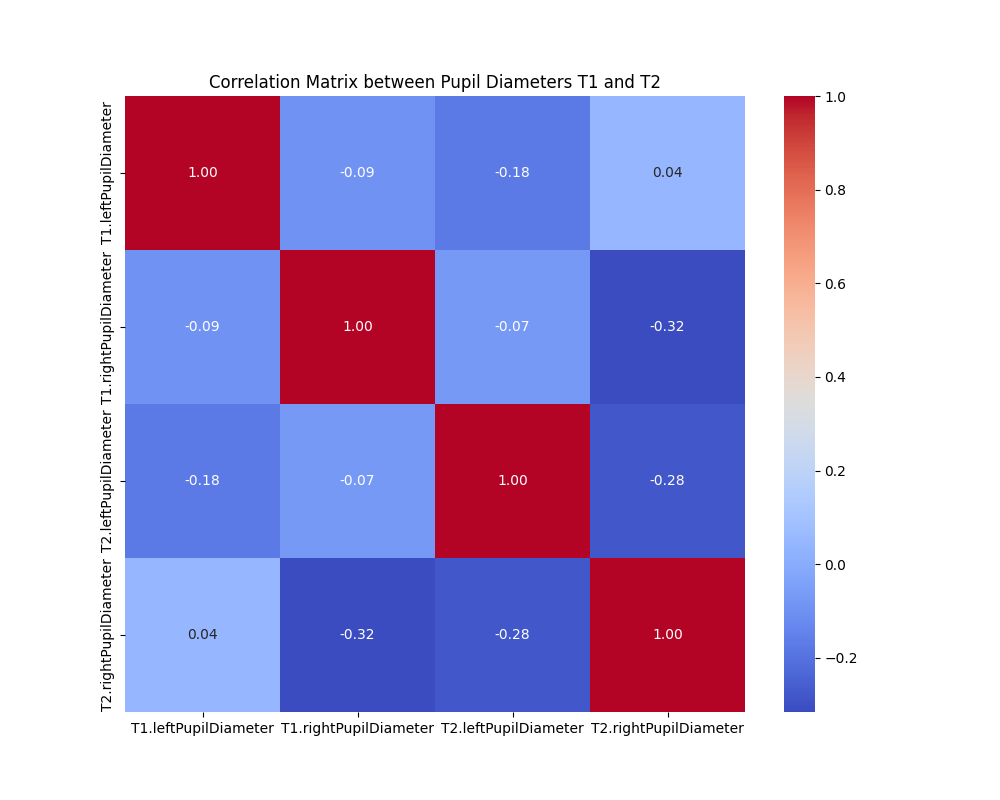 Correlation Matrix between Pupil Diameters T1 and T2
T1.leftPupilDiameter
T1.rightPupilDiameter
T2.leftPupilDiameter
T2.rightPupilDiameter
1.00 -0.09 -0.18 0.04
-0.09 1.00 -0.07 -0.32
-0.18 -0.07 1.00 -0.28
0.04 -0.32 -0.28 1.00
T1.leftPupilDiameter T1.rightPupilDiameter T2.leftPupilDiameter T2.rightPupilDiameter
1.0
0.8
0.6
0.4
0.2
0.0
−0.2